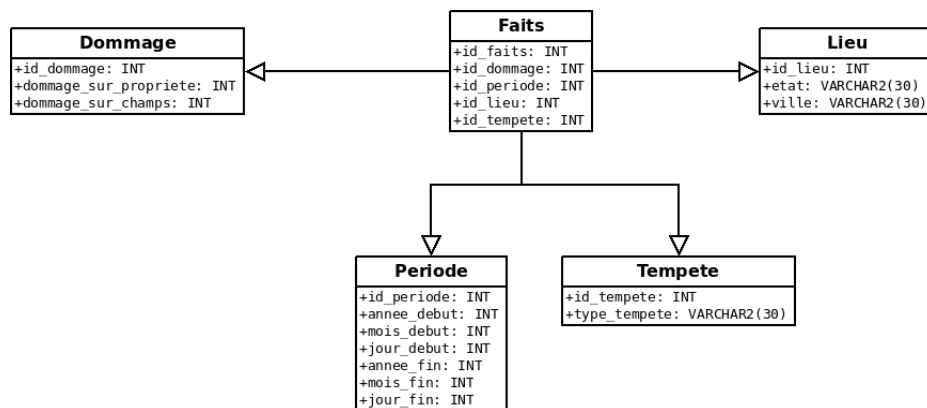 Faits
+id_faits: INT
+id_dommage: INT
+id_periode: INT
+id_lieu: INT
+id_tempete: INT
Dommage
+id_dommage: INT
+dommage_sur_propriete: INT
+dommage_sur_champs: INT
Lieu
+id_lieu: INT
+etat: VARCHAR2(30)
+ville: VARCHAR2(30)
Periode
+id_periode: INT
+annee_debut: INT
+mois_debut: INT
+jour_debut: INT
+annee_fin: INT
+mois_fin: INT
+jour_fin: INT
Tempete
+id_tempete: INT
+type_tempete: VARCHAR2(30)